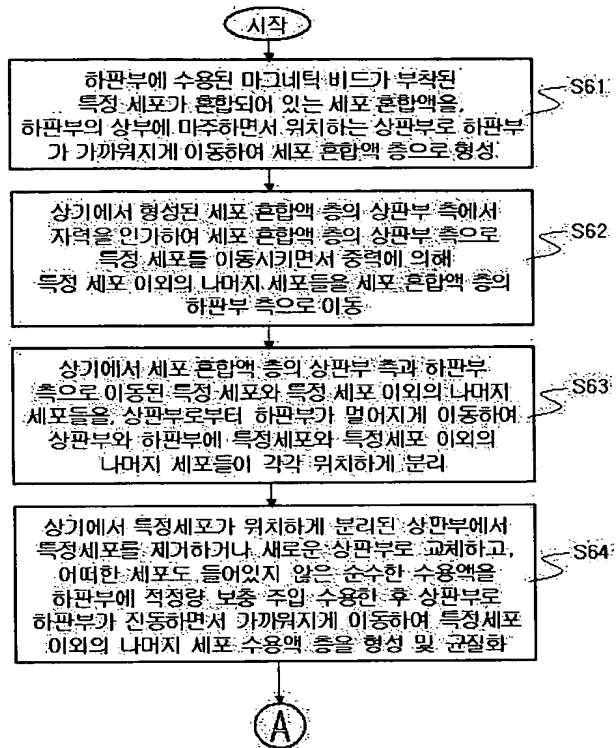 시작
하판부에 수용된 마그네틱 비드가 부착된
특정 세포가 혼합되어 있는 세포 혼합액을,
하판부의 상부에 마주하면서 위치하는 상판부로 하판부
가 가까워지게 이동하여 세포 혼합액 층으로 형성.
S61
상기에서 형성된 세포 혼합액 층의 상판부 측에서
자력을 인가하여 세포 혼합액 층의 상판부 측으로
특정 세포를 이동시키면서 중력에 의해
특정 세포 이외의 나머지 세포들을 세포 혼합액 층의
하판부 측으로 이동
S62
상기에서 세포 혼합액 층의 상판부 측과 하판부
측으로 이동된 특정 세포와 특정 세포 이외의 나머지
세포들을, 상판부로부터 하판부가 멀어지게 이동하여
상판부와 하판부에 특정세포와 특정세포 이외의
나머지 세포들이 각각 위치하게 분리
S63
상기에서 특정세포가 위치하게 분리된 상판부에서
특정세포를 제거하거나 새로운 상판부로 교체하고,
어떠한 세포도 들어있지 않은 순수한 수용액을
하판부에 적정량 보충 주입 수용한 후 상판부로
하판부가 진동하면서 가까워지게 이동하여 특정세포
이외의 나머지 세포 수용액 층을 형성 및 균질화
S64
A